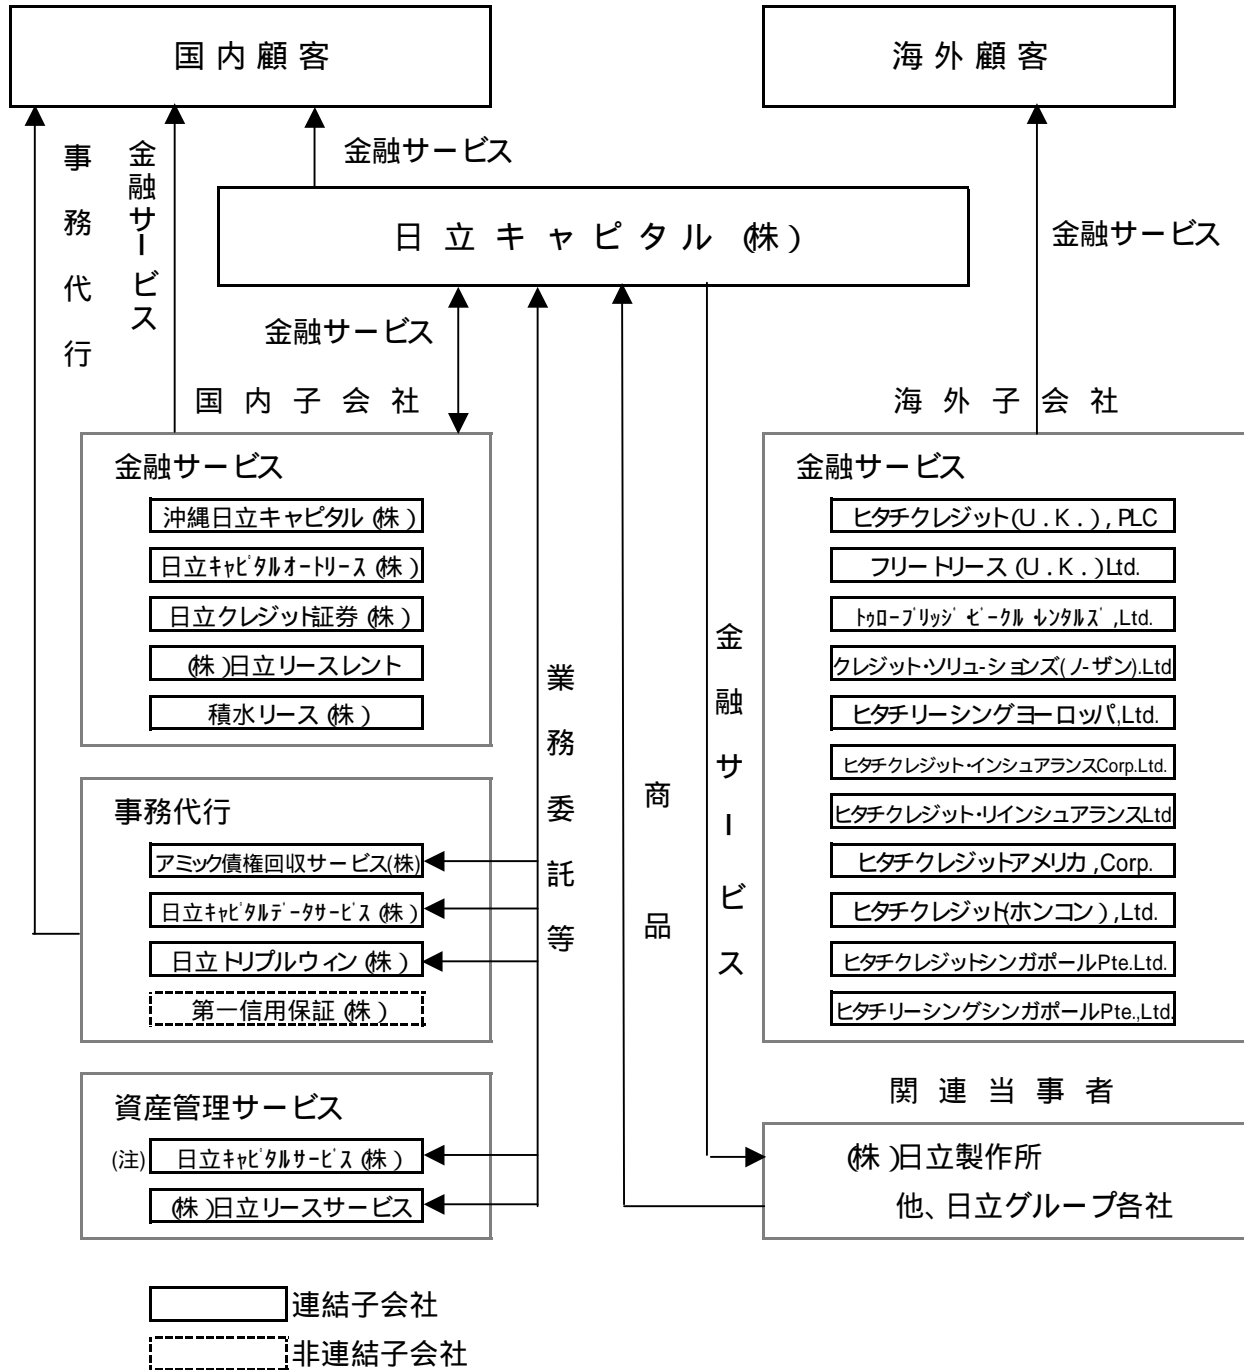 国内顧客
海外顧客
事務代行
金融サービス
金融サービス
日立キャピタル(株)
金融サービス
金融サービス
国内子会社
海外子会社
金融サービス
沖縄日立キャピタル(株)
日立ｷｬﾋﾟﾀﾙオートリース(株)
日立クレジット証券(株)
(株)日立リースレント
積水リース(株)
事務代行
アミック債権回収サービス(株)
日立ｷｬﾋﾟﾀﾙﾃﾞｰﾀサービス(株)
日立トリプルウィン(株)
第一信用保証(株)
資産管理サービス
(注)
日立ｷｬﾋﾟﾀﾙｻｰﾋﾞｽ(株)
(株)日立リースサービス
業務委託等
商品
金融サービス
金融サービス
ヒタチクレジット(U.K.),PLC
フリートリース(U.K.)Ltd.
ﾄｩﾛｰﾌﾞﾘｯｼﾞ･ﾋﾞｰｸﾙ･ﾚﾝﾀﾙｽﾞ,Ltd.
クレジット・ソリューションズ(ノーザン).Ltd
ヒタチリーシングヨーロッパ,Ltd.
ヒタチクレジット・インシュアランスCorp.Ltd.
ヒタチクレジット・リインシュアランスLtd
ヒタチクレジットアメリカ,Corp.
ヒタチクレジット(ホンコン),Ltd.
ヒタチクレジットシンガポールPte.Ltd.
ヒタチリーシングシンガポールPte.,Ltd.
関連当事者
(株)日立製作所
他、日立グループ各社
連結子会社
非連結子会社